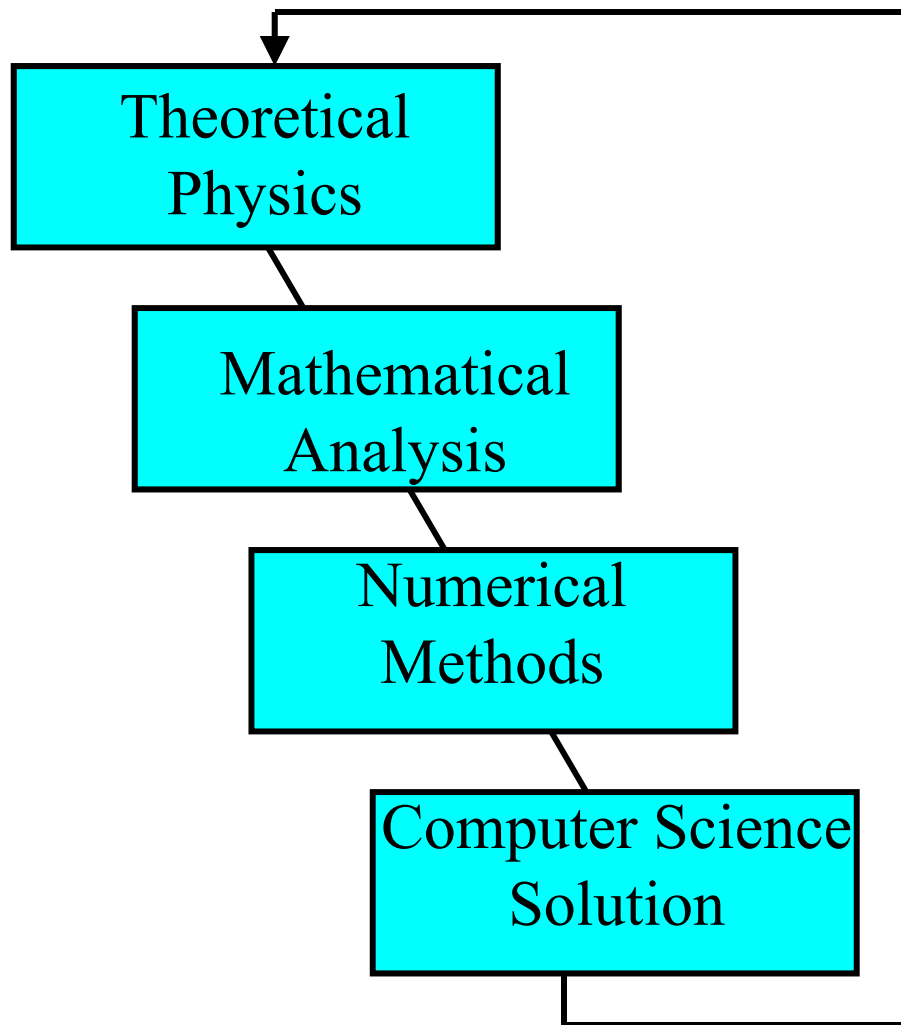 Theoretical
Physics
Mathematical
Analysis
Numerical
Methods
Computer Science
Solution